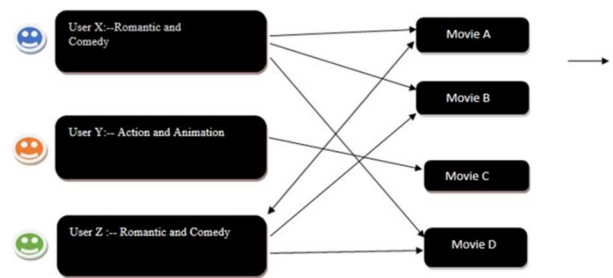 User X:--Romantic and
Comedy
Movie A
Movie B
User Y:-- Action and Animation
Movie C
User Z :-- Romantic and Comedy
Movie D